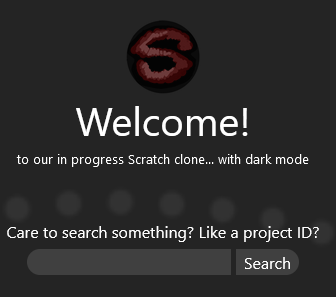 S
Welcome!
to our in progress Scratch clone... with dark mode
Care to search something? Like a project ID?
Search